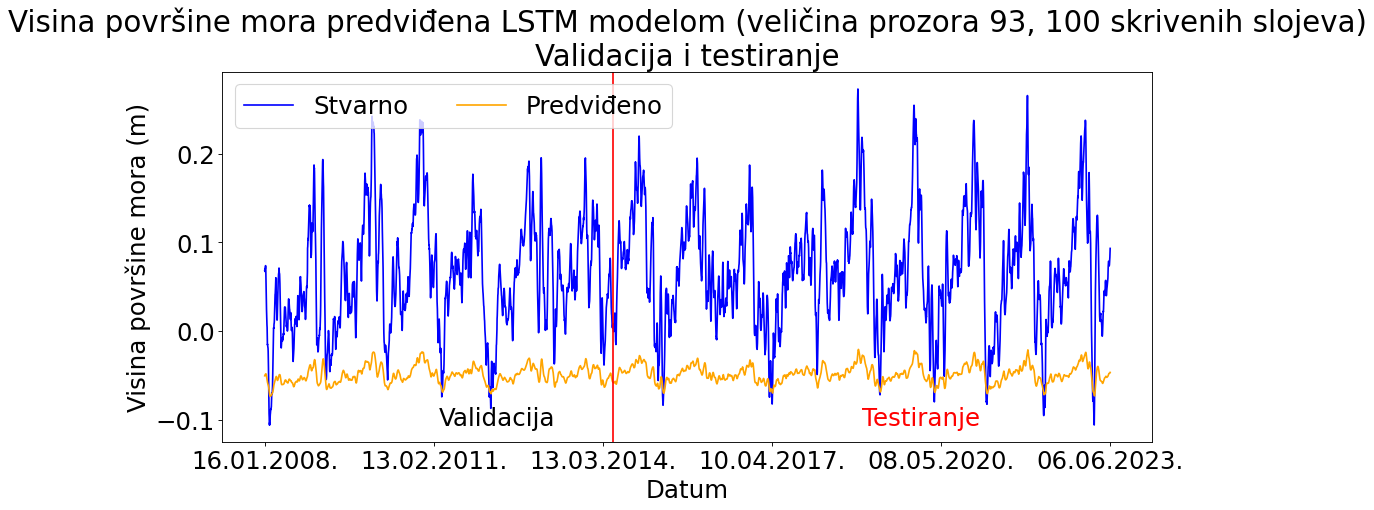 Visina površine mora predviđena LSTM modelom (veličina prozora 93, 100 skrivenih slojeva)
Validacija i testiranje
Stvarno
Predviđeno
Visina površine mora (m)
0.2
0.1
0.0
−0.1
Validacija
Testiranje
16.01.2008.
13.02.2011.
13.03.2014.
10.04.2017.
08.05.2020.
06.06.2023.
Datum